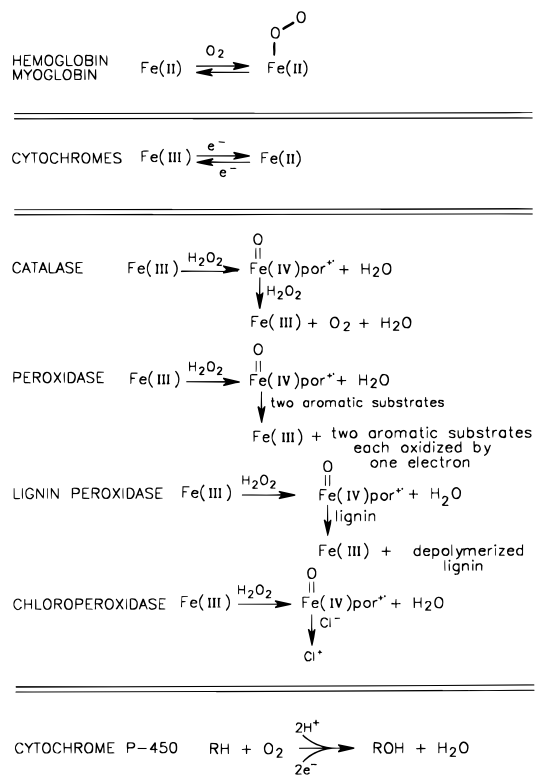 O
O
O2
HEMOGLOBIN
MYOGLOBIN Fe(II) Fe(II)
CYTOCHROMES Fe(III) e⁻ Fe(II)
e⁻
O
CATALASE Fe(III) H2O2 Fe(IV)por+· + H2O
H2O2
Fe(III) + O2 + H2O
O
PEROXIDASE Fe(III) H2O2 Fe(IV)por+· + H2O
two aromatic substrates
Fe(III) + two aromatic substrates
each oxidized by
one electron
O
LIGNIN PEROXIDASE Fe(III) H2O2 Fe(IV)por+· + H2O
lignin
Fe(III) + depolymerized
lignin
O
CHLOROPEROXIDASE Fe(III) H2O2 Fe(IV)por+· + H2O
Cl⁻
Cl⁺
2H⁺
CYTOCHROME P-450 RH + O2 ROH + H2O
2e⁻